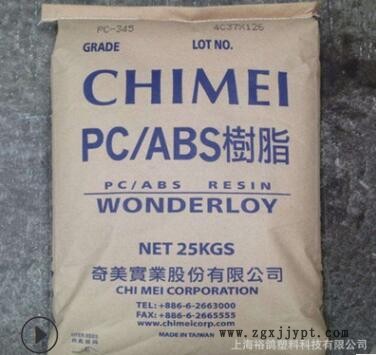 PC-345 4C37X126
GRADE LOT NO.
CHIMEI
PC/ABS樹脂
PC/ABS RESIN
WONDERLOY
NET 25KGS
奇美實業股份有限公司
CHI MEI CORPORATION
TEL: +886-6-2663000
FAX: +886-6-2665555
www.chimeicorp.com
MADE IN TAIWAN
上海裕鸽塑料科技有限公司
www.zgxjjypt.com